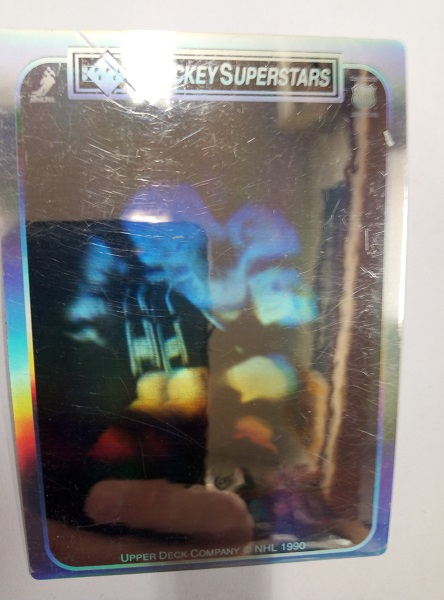 HOCKEY SUPERSTARS
UPPER DECK COMPANY © NHL 1990